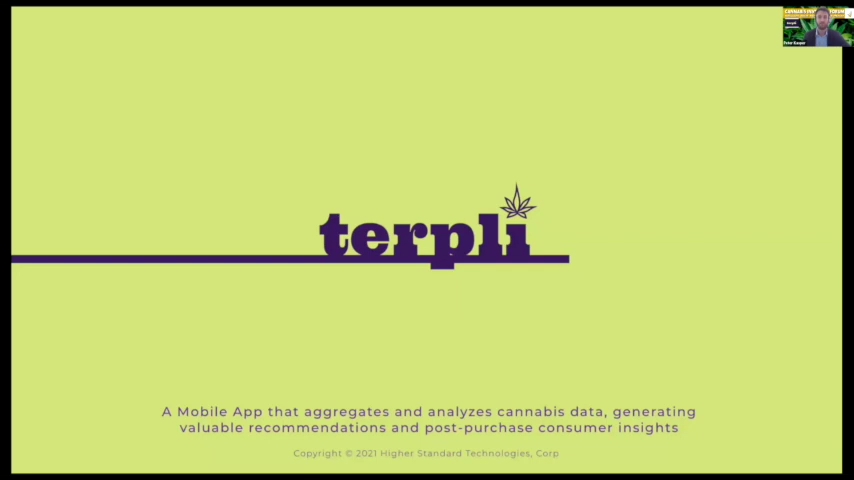 terpli
A Mobile App that aggregates and analyzes cannabis data, generating
valuable recommendations and post-purchase consumer insights
Copyright © 2021 Higher Standard Technologies, Corp